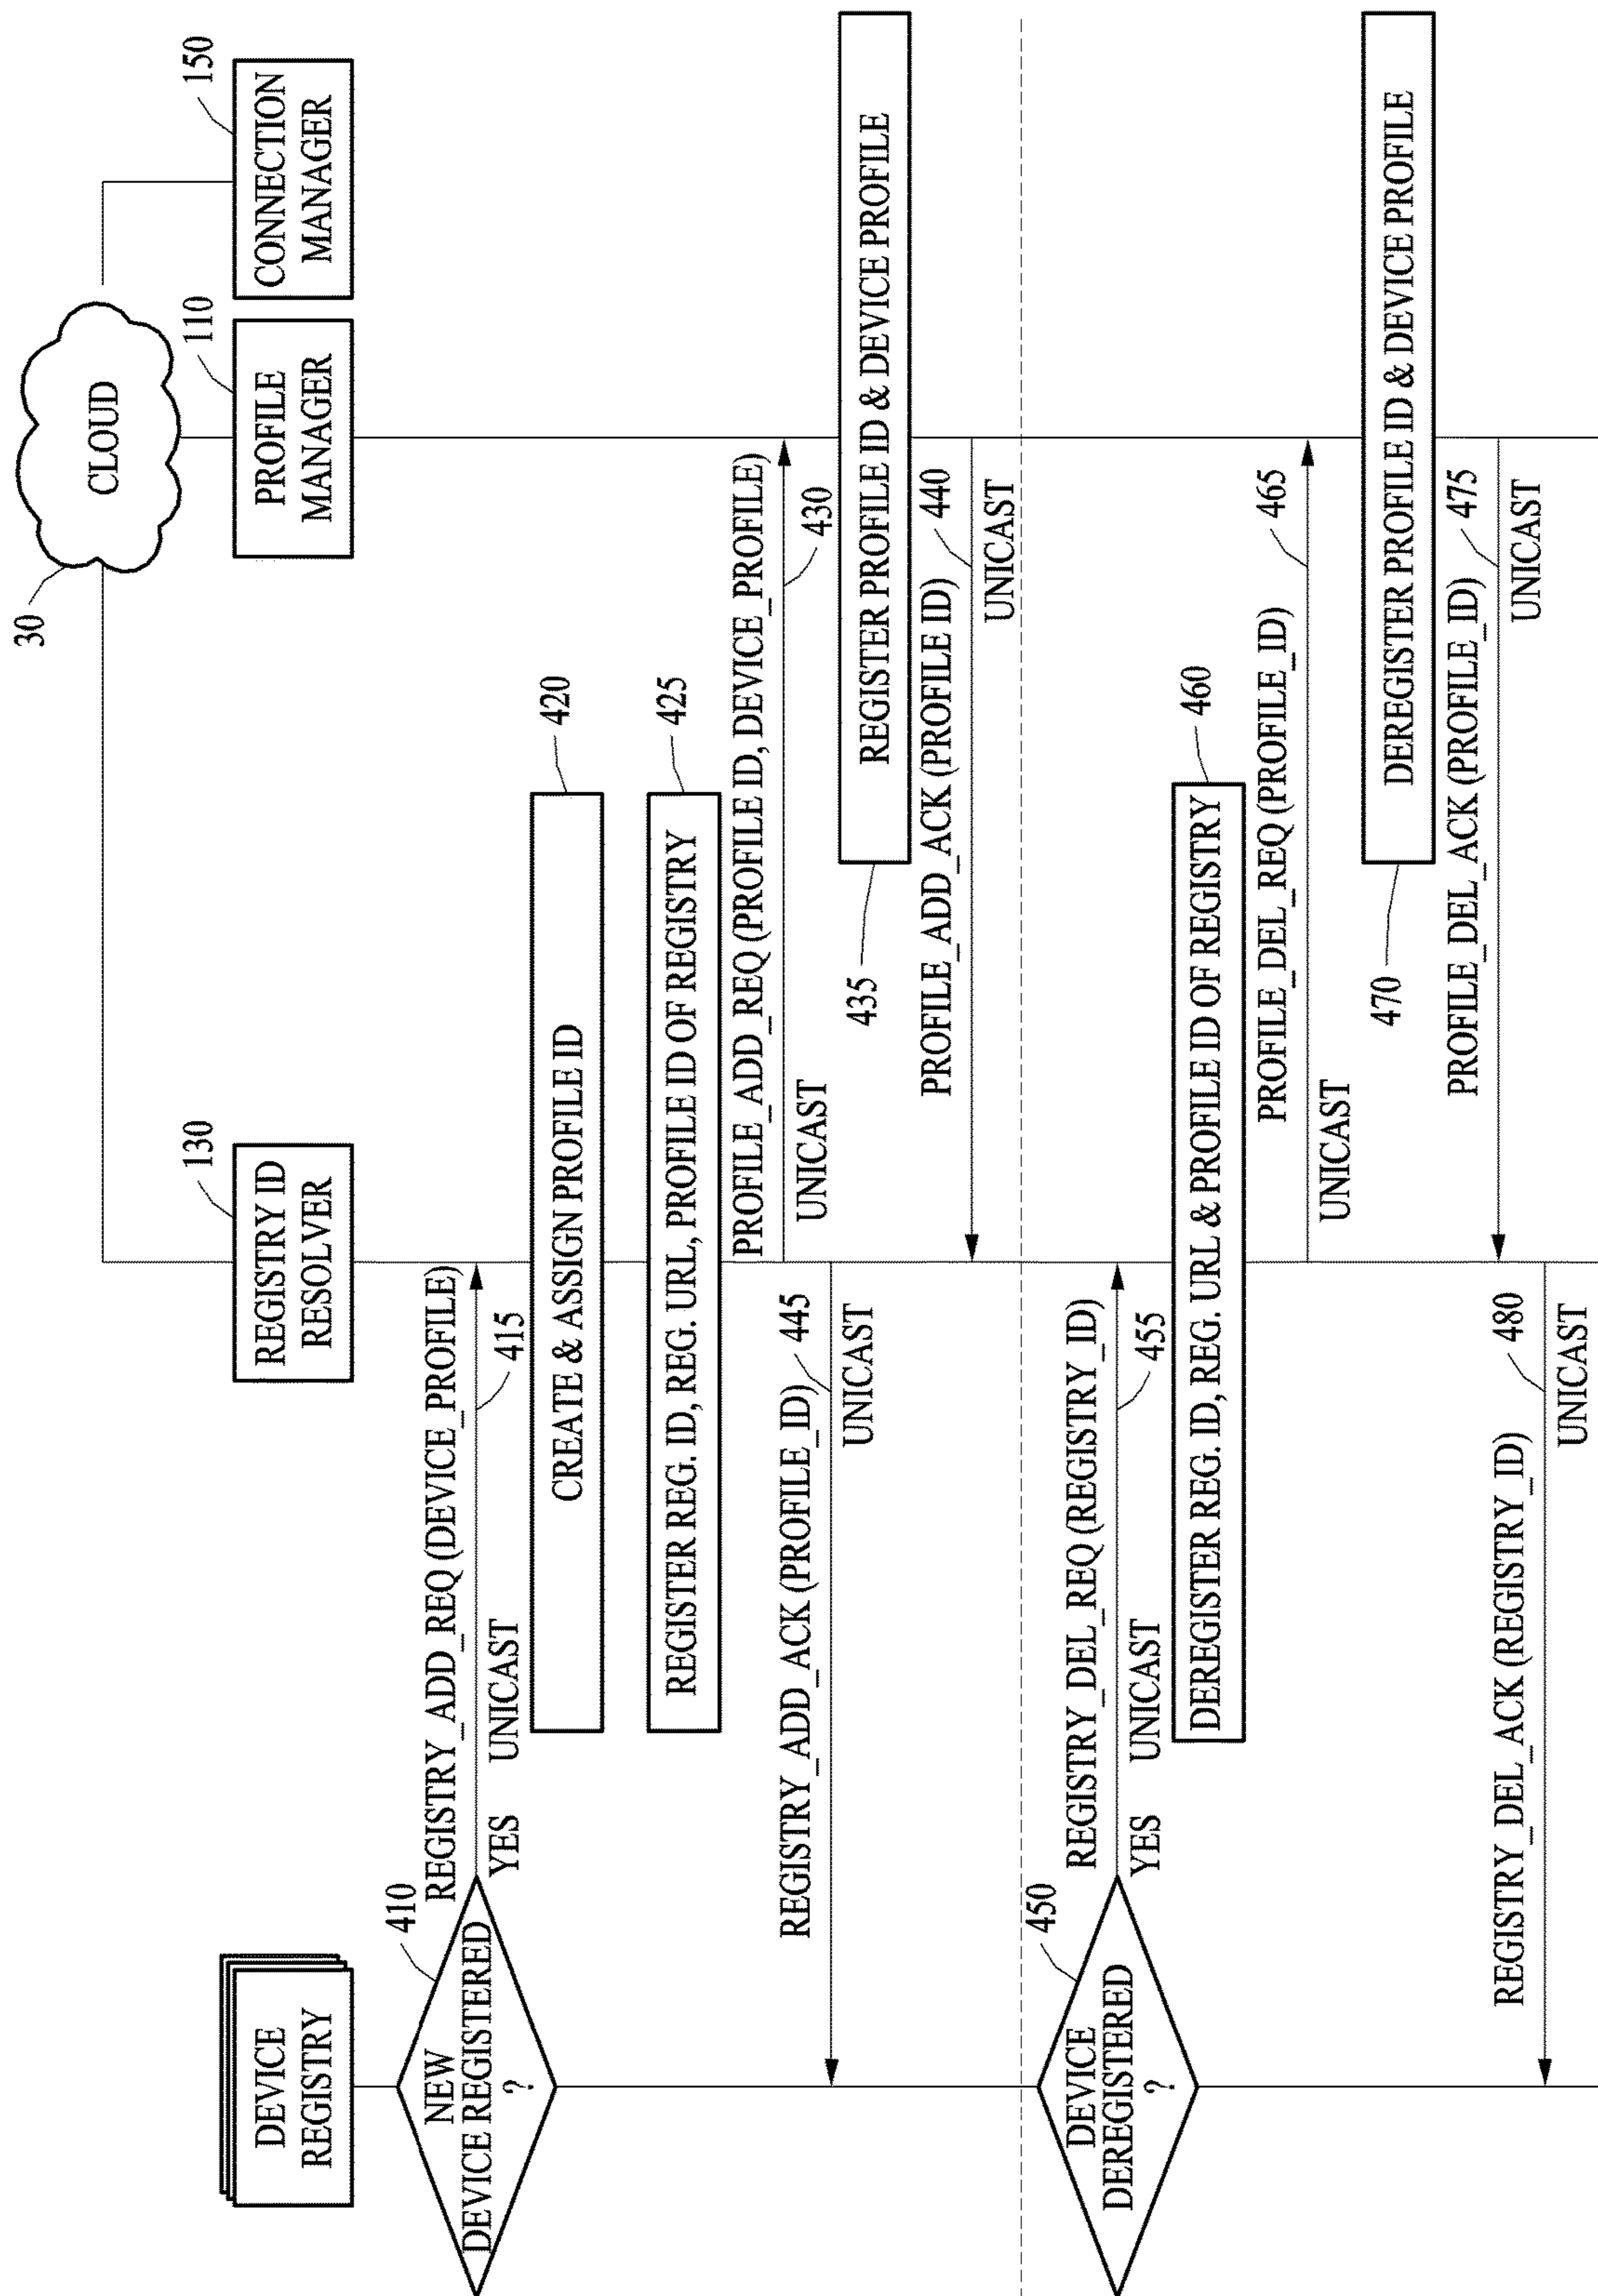 30
CLOUD
DEVICE
REGISTRY
130
REGISTRY ID
RESOLVER
110
PROFILE
MANAGER
150
CONNECTION
MANAGER
410
NEW
DEVICE REGISTERED
?
REGISTRY_ADD_REQ (DEVICE_PROFILE)
YES
UNICAST
415
CREATE & ASSIGN PROFILE ID
420
REGISTER REG. ID, REG. URL, PROFILE ID OF REGISTRY
425
PROFILE_ADD_REQ (PROFILE ID, DEVICE_PROFILE)
UNICAST
430
435
REGISTER PROFILE ID & DEVICE PROFILE
PROFILE_ADD_ACK (PROFILE ID)
440
UNICAST
REGISTRY_ADD_ACK (PROFILE_ID)
445
UNICAST
450
DEVICE
DEREGISTERED
?
REGISTRY_DEL_REQ (REGISTRY_ID)
YES
UNICAST
455
DEREGISTER REG. ID, REG. URL & PROFILE ID OF REGISTRY
460
PROFILE_DEL_REQ (PROFILE_ID)
UNICAST
465
470
DEREGISTER PROFILE ID & DEVICE PROFILE
PROFILE_DEL_ACK (PROFILE_ID)
475
UNICAST
REGISTRY_DEL_ACK (REGISTRY_ID)
480
UNICAST